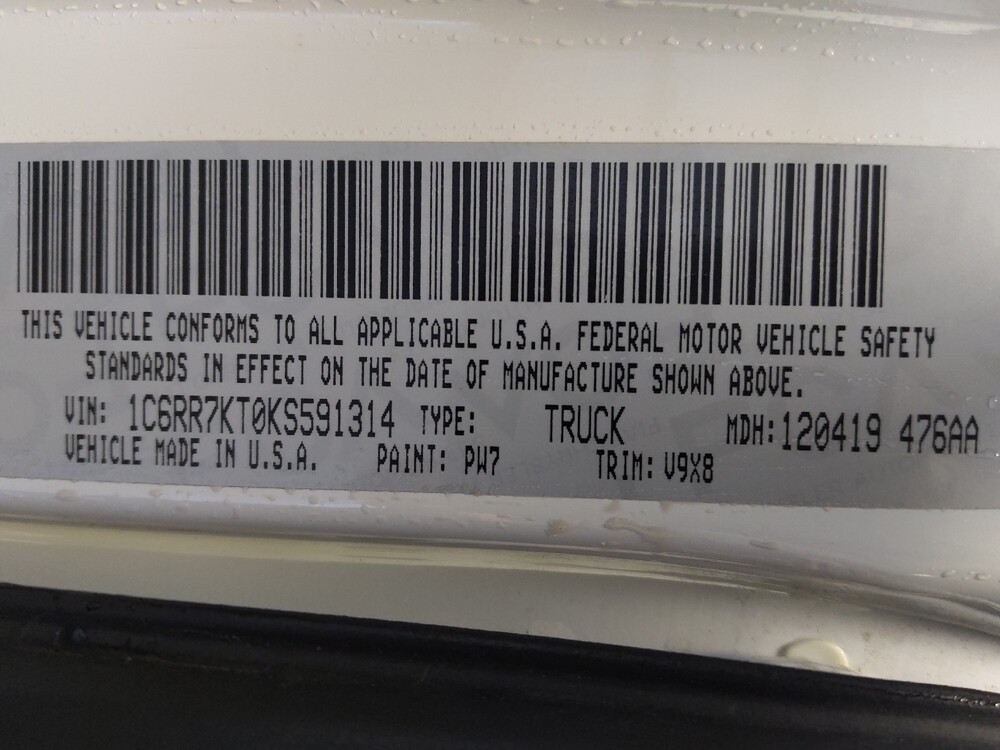 THIS VEHICLE CONFORMS TO ALL APPLICABLE U.S.A. FEDERAL MOTOR VEHICLE SAFETY
STANDARDS IN EFFECT ON THE DATE OF MANUFACTURE SHOWN ABOVE.
VIN: 1C6RR7KT0KS591314 TYPE: TRUCK MDH: 120419 476AA
VEHICLE MADE IN U.S.A. PAINT: PW7 TRIM: V9X8